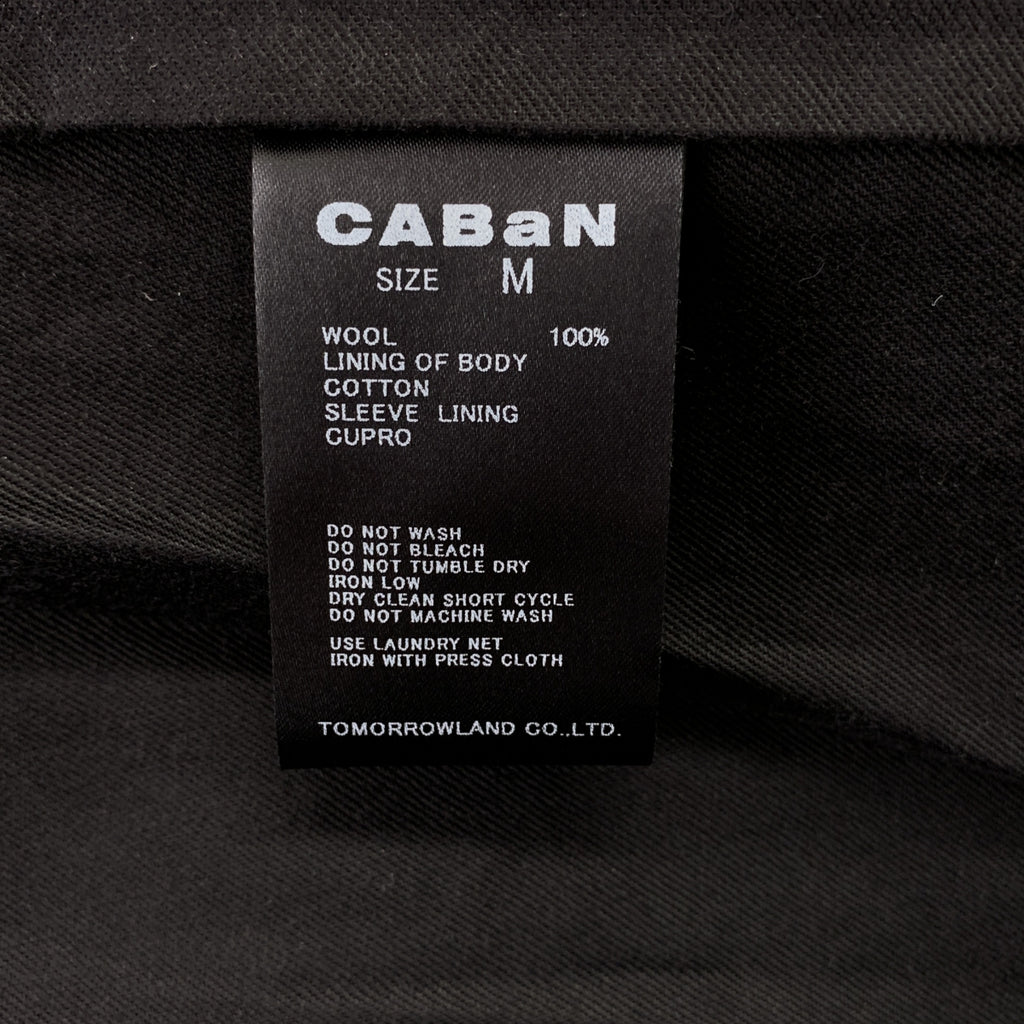 CABaN
SIZE M
WOOL 100%
LINING OF BODY
COTTON
SLEEVE LINING
CUPRO
DO NOT WASH
DO NOT BLEACH
DO NOT TUMBLE DRY
IRON LOW
DRY CLEAN SHORT CYCLE
DO NOT MACHINE WASH
USE LAUNDRY NET
IRON WITH PRESS CLOTH
TOMORROWLAND CO.,LTD.